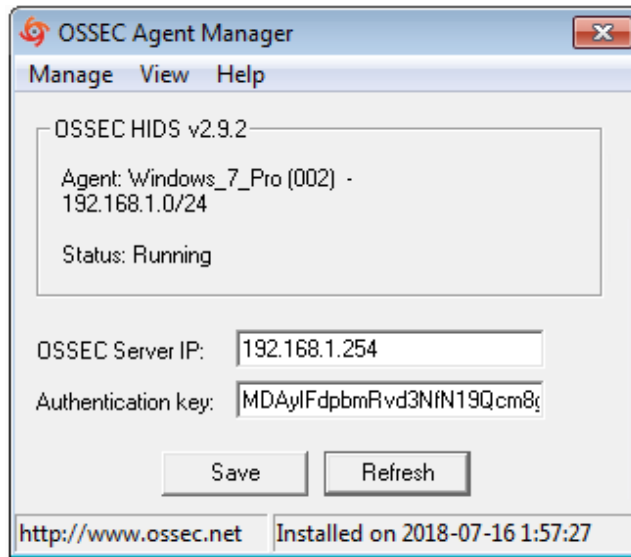 OSSEC Agent Manager
Manage View Help
OSSEC HIDS v2.9.2
Agent: Windows_7_Pro (002) -
192.168.1.0/24
Status: Running
OSSEC Server IP: 192.168.1.254
Authentication key: MDAyIFdpbmRvd3NfN19Qcm8g
Save Refresh
http://www.ossec.net Installed on 2018-07-16 1:57:27